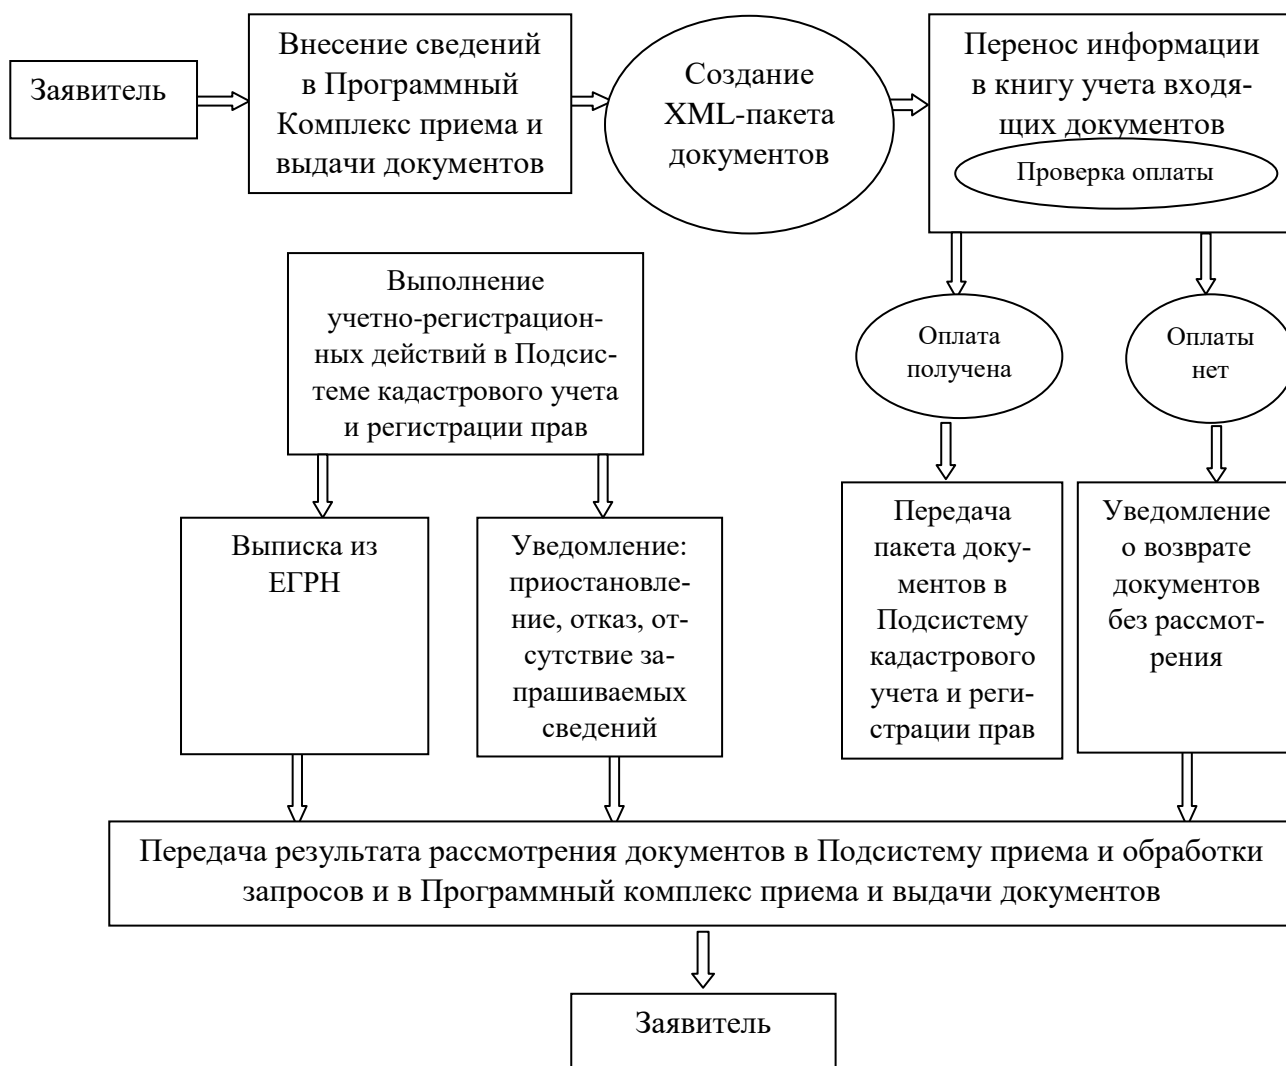 Заявитель
Внесение сведений
в Программный
Комплекс приема и
выдачи документов
Создание
XML-пакета
документов
Перенос информации
в книгу учета входя-
щих документов
Проверка оплаты
Оплата
получена
Оплаты
нет
Выполнение
учетно-регистрацион-
ных действий в Подсис-
теме кадастрового учета
и регистрации прав
Выписка из
ЕГРН
Уведомление:
приостановле-
ние, отказ, от-
сутствие за-
прашиваемых
сведений
Передача
пакета доку-
ментов в
Подсистему
кадастрового
учета и реги-
страции прав
Уведомление
о возврате
документов
без рассмот-
рения
Передача результата рассмотрения документов в Подсистему приема и обработки
запросов и в Программный комплекс приема и выдачи документов
Заявитель